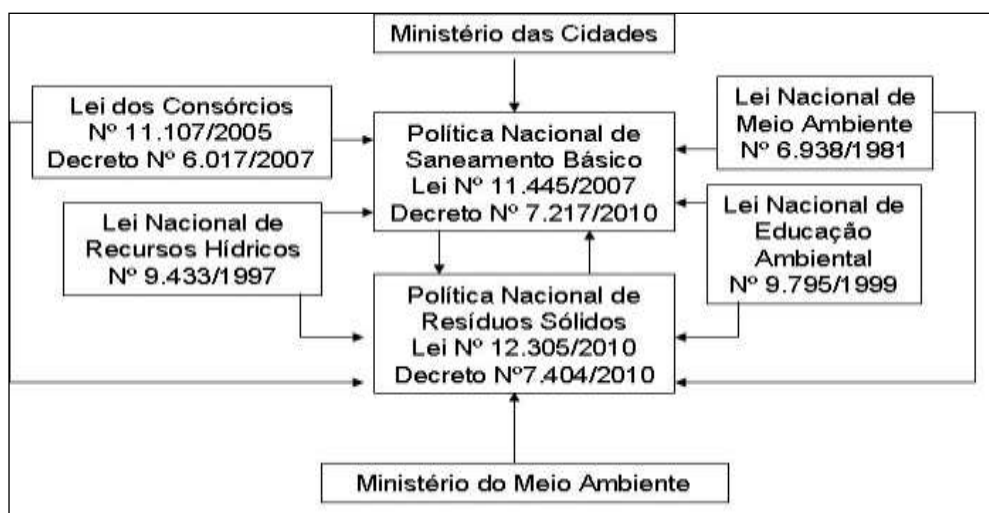 Ministério das Cidades
Lei dos Consórcios
Nº 11.107/2005
Decreto Nº 6.017/2007
Política Nacional de
Saneamento Básico
Lei Nº 11.445/2007
Decreto Nº 7.217/2010
Lei Nacional de
Meio Ambiente
Nº 6.938/1981
Lei Nacional de
Recursos Hídricos
Nº 9.433/1997
Lei Nacional de
Educação
Ambiental
Nº 9.795/1999
Política Nacional de
Resíduos Sólidos
Lei Nº 12.305/2010
Decreto Nº7.404/2010
Ministério do Meio Ambiente